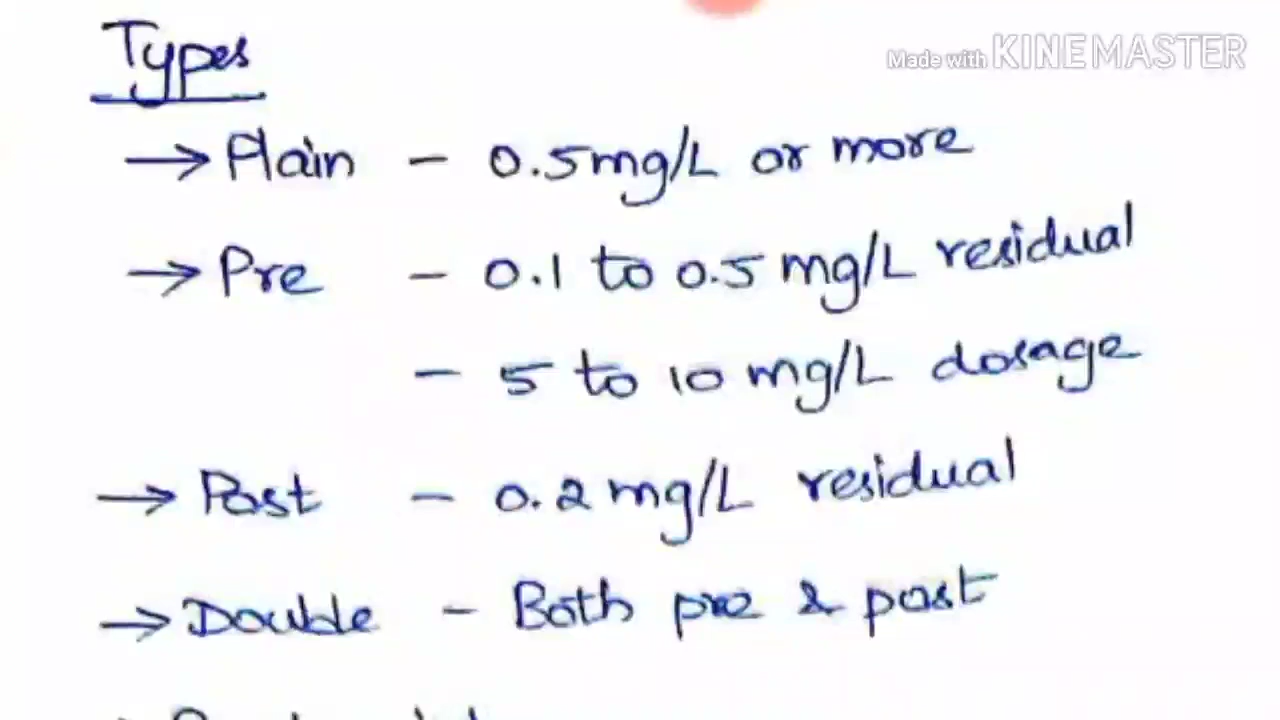 Types
Made with KINEMASTER
→ Plain - 0.5mg/L or more
→ Pre - 0.1 to 0.5 mg/L residual
- 5 to 10 mg/L dosage
→ Post - 0.2 mg/L residual
→ Double - Both pre & post